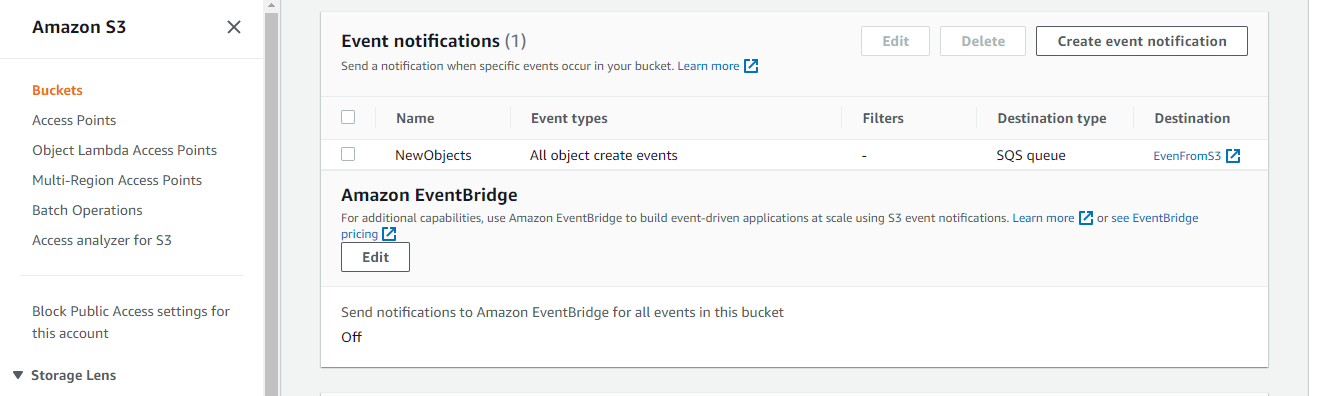 Amazon S3
Buckets
Access Points
Object Lambda Access Points
Multi-Region Access Points
Batch Operations
Access analyzer for S3
Block Public Access settings for
this account
Storage Lens
Event notifications (1)
Edit
Delete
Create event notification
Send a notification when specific events occur in your bucket. Learn more
Name Event types Filters Destination type Destination
NewObjects All object create events - SQS queue EvenFromS3
Amazon EventBridge
For additional capabilities, use Amazon EventBridge to build event-driven applications at scale using S3 event notifications. Learn more or see EventBridge
pricing
Edit
Send notifications to Amazon EventBridge for all events in this bucket
Off